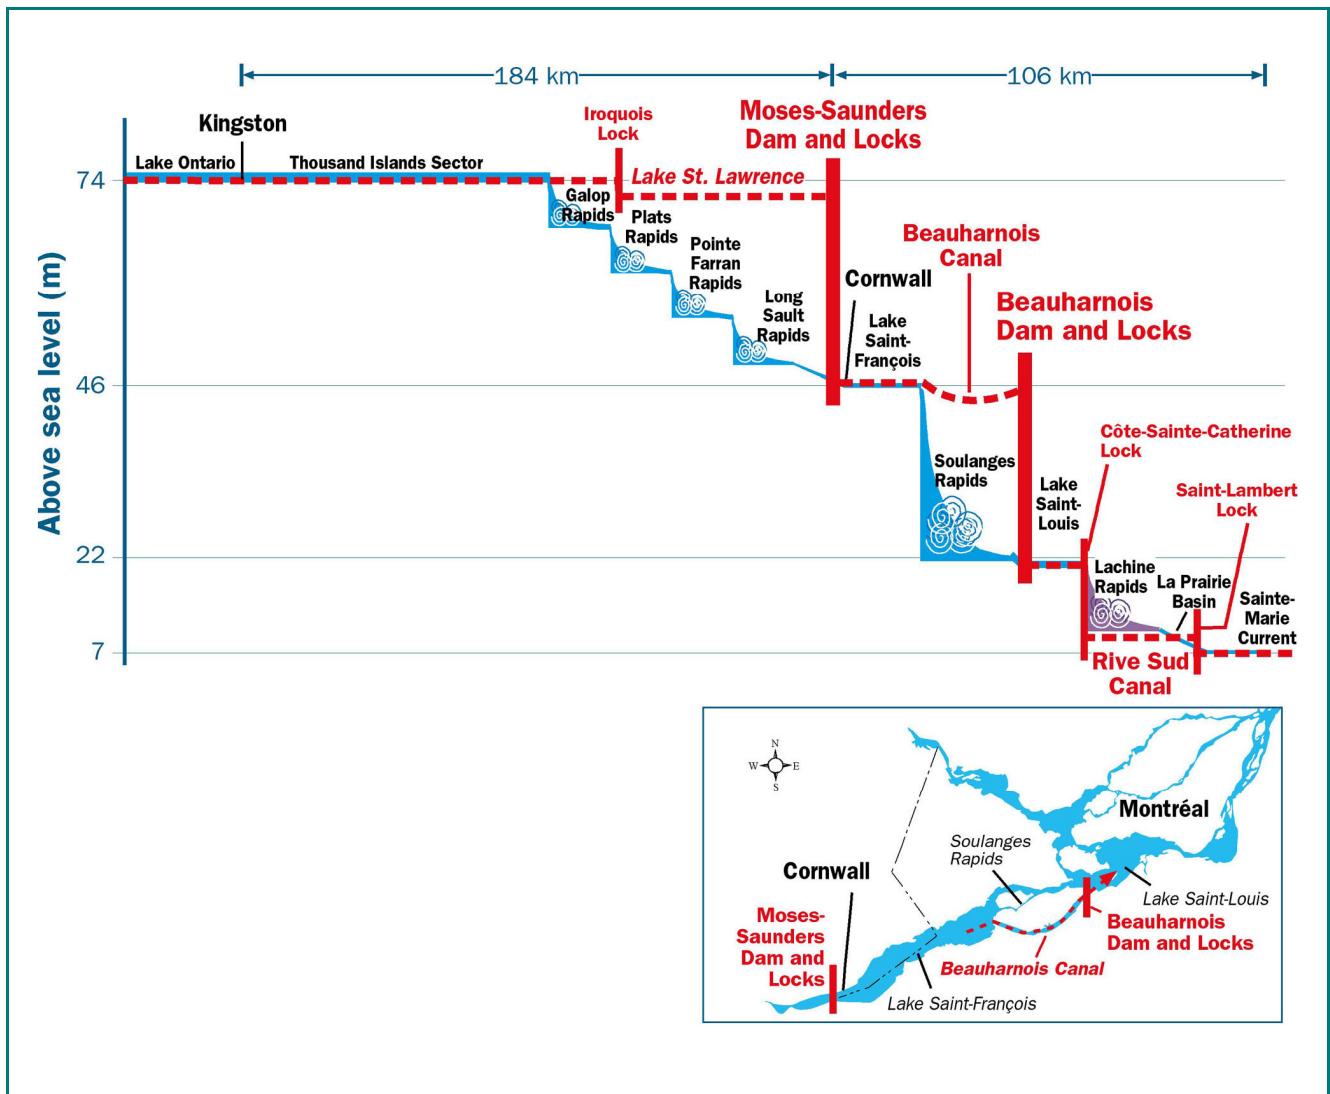 184 km
106 km
Moses-Saunders
Dam and Locks
Iroquois
Lock
Kingston
Lake Ontario
Thousand Islands Sector
Lake St. Lawrence
74
Galop
Rapids
Plats
Rapids
Pointe
Farran
Rapids
Long
Sault
Rapids
Beauharnois
Canal
Cornwall
Lake
Saint-
François
Beauharnois
Dam and Locks
Above sea level (m)
46
Côte-Sainte-Catherine
Lock
Soulanges
Rapids
Lake
Saint-
Louis
Saint-Lambert
Lock
22
Lachine
Rapids
La Prairie
Basin
Sainte-
Marie
Current
7
Rive Sud
Canal
N
W
E
S
Montréal
Soulanges
Rapids
Cornwall
Lake Saint-Louis
Moses-
Saunders
Dam and
Locks
Beauharnois
Dam and Locks
Beauharnois Canal
Lake Saint-François